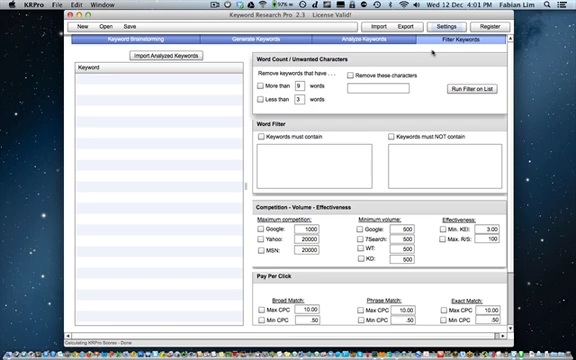 KRPro File Edit
97% Wed 12 Dec 4:01 PM Fabian Lim
Keyword Research Pro 2.3 License Valid!
New Open Save Import Export Settings Register
Keyword Brainstorming Generate Keywords Analyze Keywords Filter Keywords
Import Analyzed Keywords
Keyword
Word Count / Unwanted Characters
Remove keywords that have . . .
Remove these characters
More than 9 words
Less than 3 words
Run Filter on List
Word Filter
Keywords must contain
Keywords must NOT contain
Competition - Volume - Effectiveness
Maximum competition: Minimum volume: Effectiveness:
Google: 1000 Google: 500 Min. KEI: 3.00
Yahoo: 20000 7Search: 500 Max. R/S: 100
MSN: 20000 WT: 500
KD: 500
Pay Per Click
Broad Match: Phrase Match: Exact Match:
Max CPC 10.00 Max CPC 10.00 Max CPC 10.00
Min CPC .50 Min CPC .50 Min CPC .50
Calculating KRPro Scores - Done